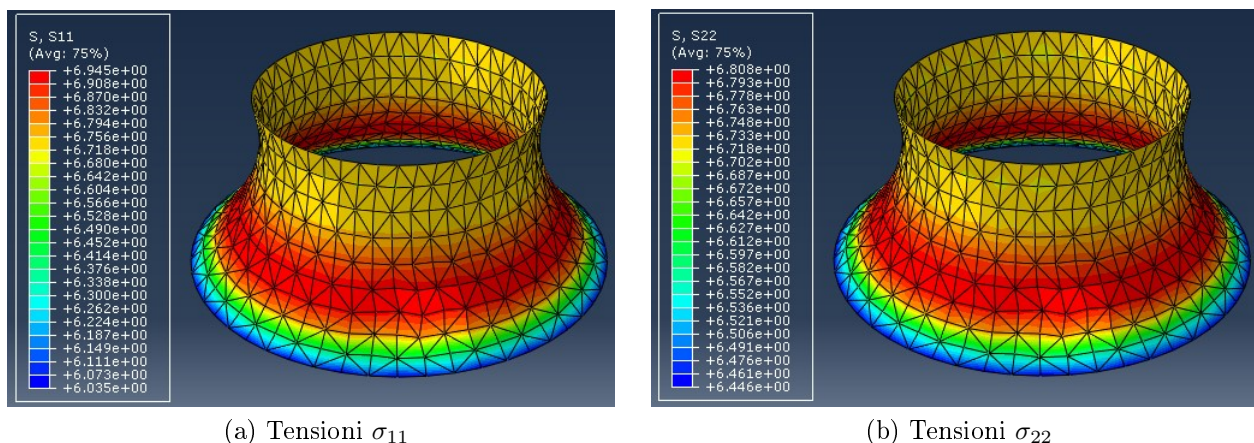 S, S11
(Avg: 75%)
+6.945e+00
+6.908e+00
+6.870e+00
+6.832e+00
+6.794e+00
+6.756e+00
+6.718e+00
+6.680e+00
+6.642e+00
+6.604e+00
+6.566e+00
+6.528e+00
+6.490e+00
+6.452e+00
+6.414e+00
+6.376e+00
+6.338e+00
+6.300e+00
+6.262e+00
+6.224e+00
+6.187e+00
+6.149e+00
+6.111e+00
+6.073e+00
+6.035e+00
(a) Tensioni σ11
S, S22
(Avg: 75%)
+6.808e+00
+6.793e+00
+6.778e+00
+6.763e+00
+6.748e+00
+6.733e+00
+6.718e+00
+6.702e+00
+6.687e+00
+6.672e+00
+6.657e+00
+6.642e+00
+6.627e+00
+6.612e+00
+6.597e+00
+6.582e+00
+6.567e+00
+6.552e+00
+6.536e+00
+6.521e+00
+6.506e+00
+6.491e+00
+6.476e+00
+6.461e+00
+6.446e+00
(b) Tensioni σ22